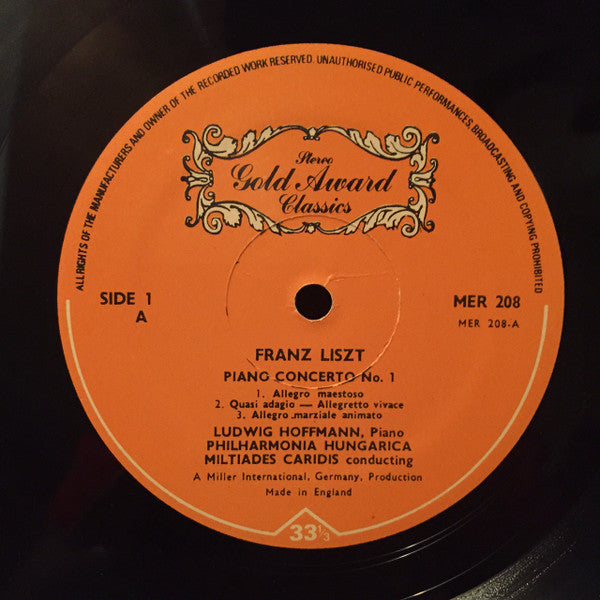 ALL RIGHTS OF THE MANUFACTURERS AND OWNER OF THE RECORDED WORK RESERVED. UNAUTHORISED PUBLIC PERFORMANCES, BROADCASTING AND COPYING PROHIBITED
Stereo
Gold Award
Classics
SIDE 1
A
MER 208
MER 208-A
FRANZ LISZT
PIANO CONCERTO No. 1
1. Allegro maestoso
2. Quasi adagio — Allegretto vivace
3. Allegro marziale animato
LUDWIG HOFFMANN, Piano
PHILHARMONIA HUNGARICA
MILTIADES CARIDIS conducting
A Miller International, Germany, Production
Made in England
33⅓